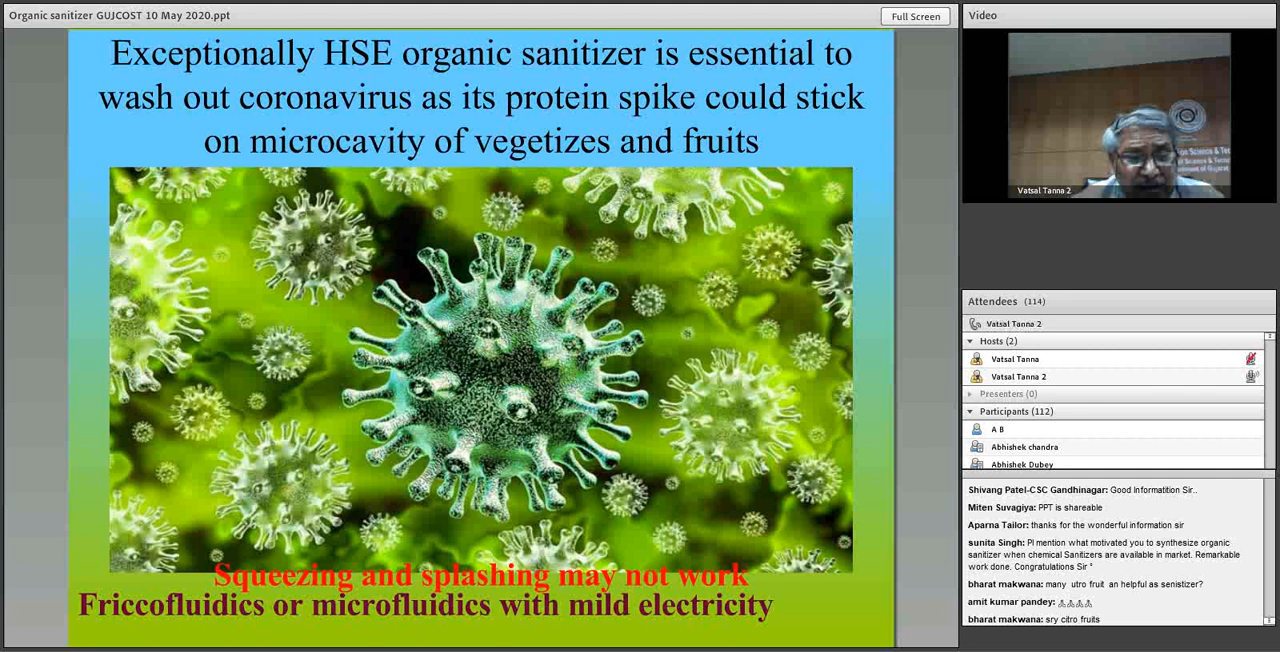 Organic sanitizer GUJCOST 10 May 2020.ppt
Full Screen
Exceptionally HSE organic sanitizer is essential to
wash out coronavirus as its protein spike could stick
on microcavity of vegetizes and fruits
Squeezing and splashing may not work
Friccofluidics or microfluidics with mild electricity
Video
Science & Tec
Vatsal Tanna 2
Attendees (114)
Vatsal Tanna 2
Hosts (2)
Vatsal Tanna
Vatsal Tanna 2
Presenters (0)
Participants (112)
A B
Abhishek chandra
Abhishek Dubey
Shivang Patel-CSC Gandhinagar: Good Informatition Sir..
Miten Suvagiya: PPT is shareable
Aparna Tailor: thanks for the wonderful information sir
sunita Singh: Pl mention what motivated you to synthesize organic
sanitizer when chemical Sanitizers are available in market. Remarkable
work done. Congratulations Sir "
bharat makwana: many utro fruit an helpful as senistizer?
amit kumar pandey:
bharat makwana: sry citro fruits